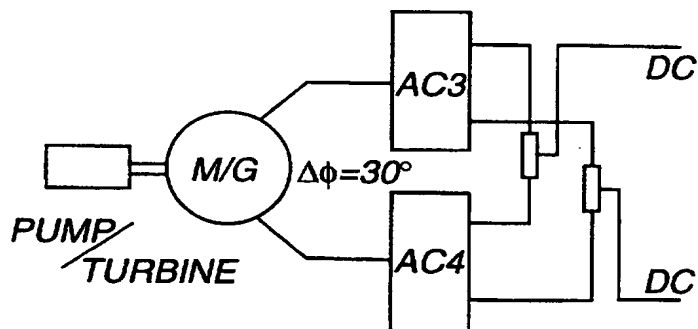 AC3
DC
M/G
Δϕ=30°
PUMP/
TURBINE
AC4
DC